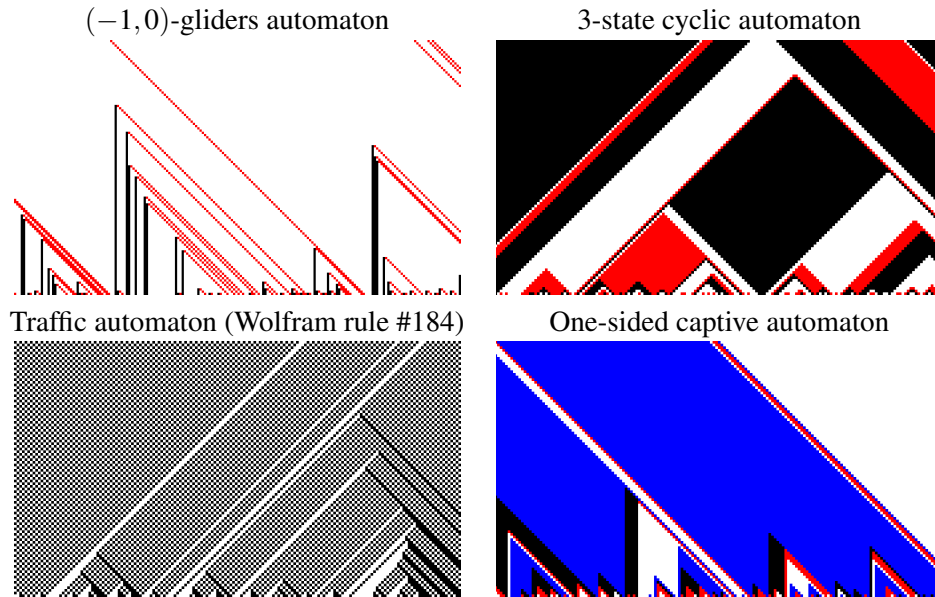 (−1, 0)-gliders automaton
3-state cyclic automaton
Traffic automaton (Wolfram rule #184)
One-sided captive automaton